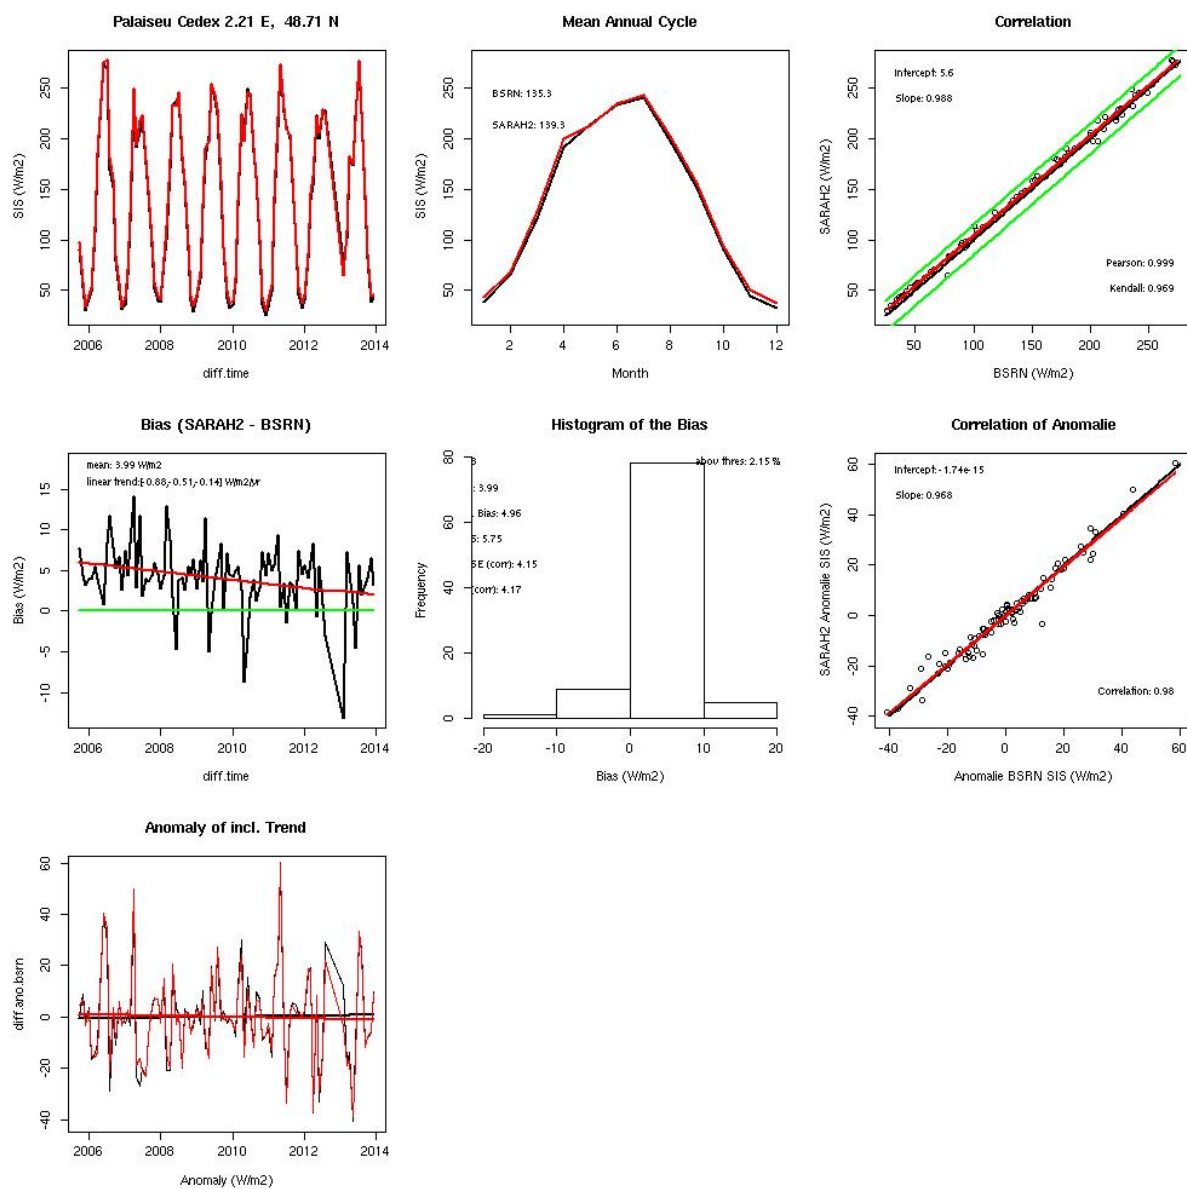 Palaiseu Cedex 2.21 E, 48.71 N
SIS (W/m2)
250
200
150
100
50
2006 2008 2010 2012 2014
diff.time
Mean Annual Cycle
BSRN: 135.3
SARAH2: 139.3
SIS (W/m2)
250
200
150
100
50
2 4 6 8 10 12
Month
Correlation
Intercept: 5.6
Slope: 0.988
Pearson: 0.999
Kendall: 0.969
SARAH2 (W/m2)
250
200
150
100
50
50 100 150 200 250
BSRN (W/m2)
Bias (SARAH2 - BSRN)
mean: 3.99 W/m2
linear trend:[-0.88,-0.51,-0.14] W/m2/yr
Bias (W/m2)
15
10
5
0
-10
2006 2008 2010 2012 2014
diff.time
Histogram of the Bias
abov thres: 2.15 %
: 3.99
. Bias: 4.96
: 5.75
SE (corr): 4.15
(corr): 4.17
Frequency
80
60
40
20
0
-20 -10 0 10 20
Bias (W/m2)
Correlation of Anomalie
Intercept: -1.74e-15
Slope: 0.968
Correlation: 0.98
SARAH2 Anomalie SIS (W/m2)
60
40
20
0
-20
-40
-40 -20 0 20 40 60
Anomalie BSRN SIS (W/m2)
Anomaly of incl. Trend
diff.ano.bsrn
60
40
20
0
-20
-40
2006 2008 2010 2012 2014
Anomaly (W/m2)